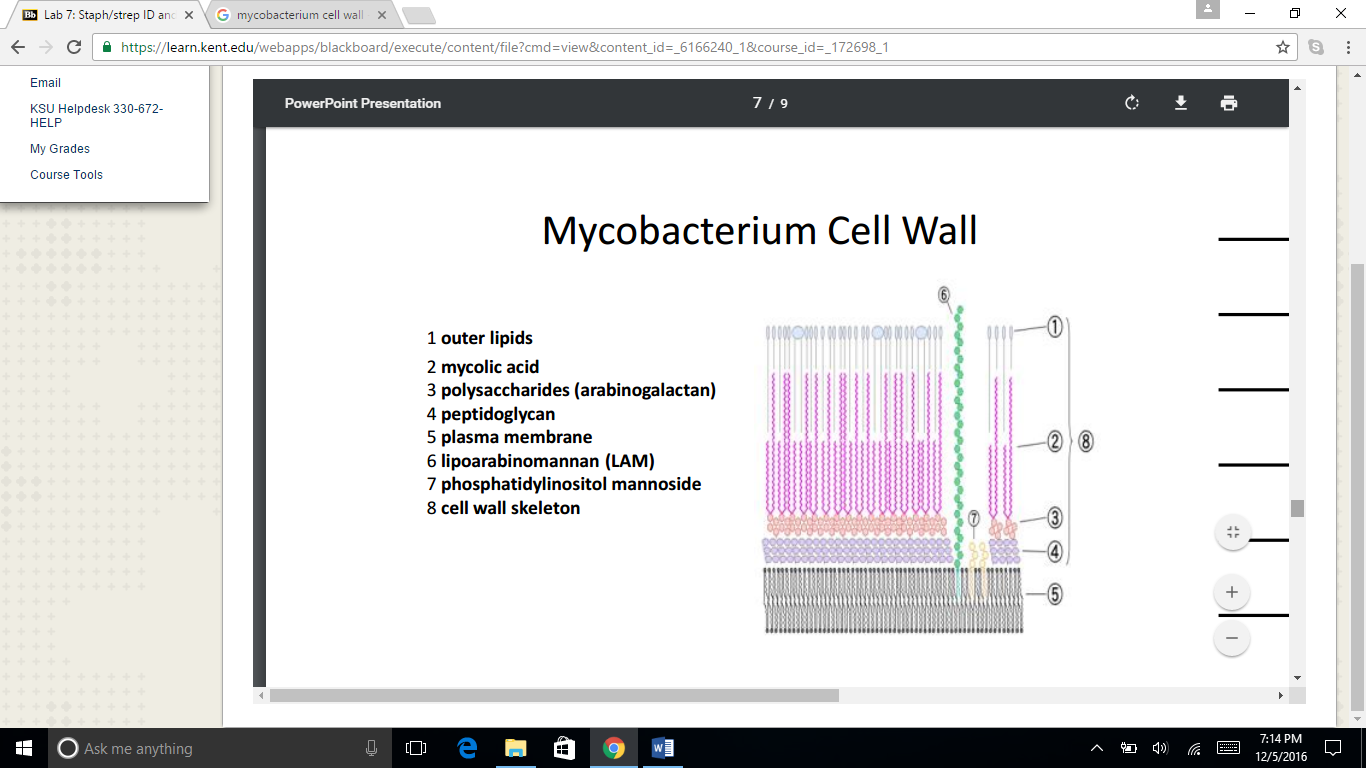 Bb Lab 7: Staph/strep ID anc
mycobacterium cell wall
https://learn.kent.edu/webapps/blackboard/execute/content/file?cmd=view&content_id=_6166240_1&course_id=_172698_1
Email
KSU Helpdesk 330-672-
HELP
My Grades
Course Tools
PowerPoint Presentation
7 / 9
Mycobacterium Cell Wall
1 outer lipids
2 mycolic acid
3 polysaccharides (arabinogalactan)
4 peptidoglycan
5 plasma membrane
6 lipoarabinomannan (LAM)
7 phosphatidylinositol mannoside
8 cell wall skeleton
6
1
2
8
7
3
4
5
Ask me anything
7:14 PM
12/5/2016